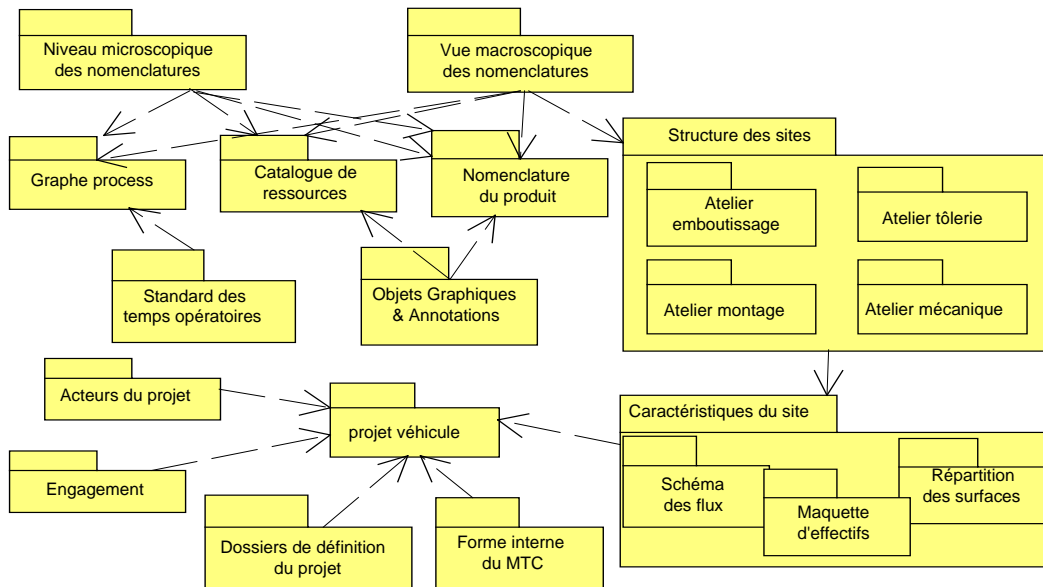 Niveau microscopique
des nomenclatures
Vue macroscopique
des nomenclatures
Graphe process
Catalogue de
ressources
Nomenclature
du produit
Structure des sites
Atelier
emboutissage
Atelier tôlerie
Atelier montage
Atelier mécanique
Standard des
temps opératoires
Objets Graphiques
& Annotations
Acteurs du projet
projet véhicule
Engagement
Dossiers de définition
du projet
Forme interne
du MTC
Caractéristiques du site
Schéma
des flux
Maquette
d'effectifs
Répartition
des surfaces